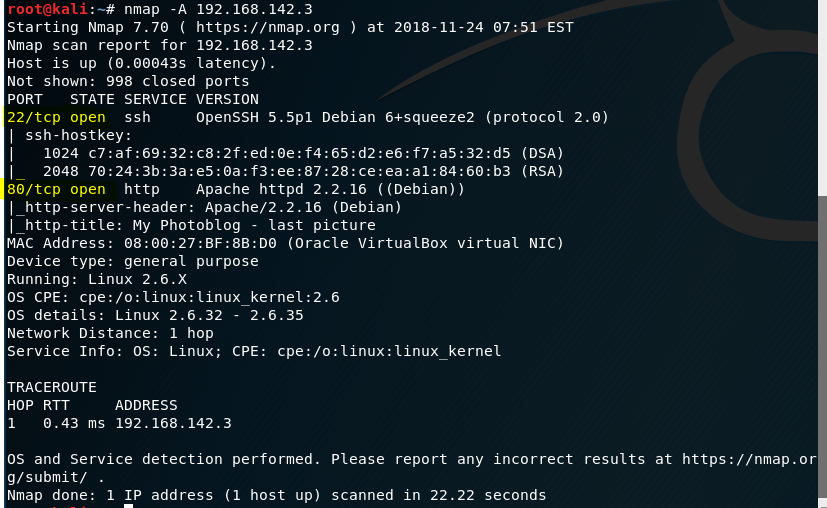 root@kali:~# nmap -A 192.168.142.3
Starting Nmap 7.70 ( https://nmap.org ) at 2018-11-24 07:51 EST
Nmap scan report for 192.168.142.3
Host is up (0.00043s latency).
Not shown: 998 closed ports
PORT   STATE SERVICE VERSION
22/tcp open  ssh     OpenSSH 5.5p1 Debian 6+squeeze2 (protocol 2.0)
| ssh-hostkey:
|   1024 c7:af:69:32:c8:2f:ed:0e:f4:65:d2:e6:f7:a5:32:d5 (DSA)
|_  2048 70:24:3b:3a:e5:0a:f3:ee:87:28:ce:ea:a1:84:60:b3 (RSA)
80/tcp open  http    Apache httpd 2.2.16 ((Debian))
|_http-server-header: Apache/2.2.16 (Debian)
|_http-title: My Photoblog - last picture
MAC Address: 08:00:27:BF:8B:D0 (Oracle VirtualBox virtual NIC)
Device type: general purpose
Running: Linux 2.6.X
OS CPE: cpe:/o:linux:linux_kernel:2.6
OS details: Linux 2.6.32 - 2.6.35
Network Distance: 1 hop
Service Info: OS: Linux; CPE: cpe:/o:linux:linux_kernel
TRACEROUTE
HOP RTT     ADDRESS
1   0.43 ms 192.168.142.3
OS and Service detection performed. Please report any incorrect results at https://nmap.or
g/submit/ .
Nmap done: 1 IP address (1 host up) scanned in 22.22 seconds